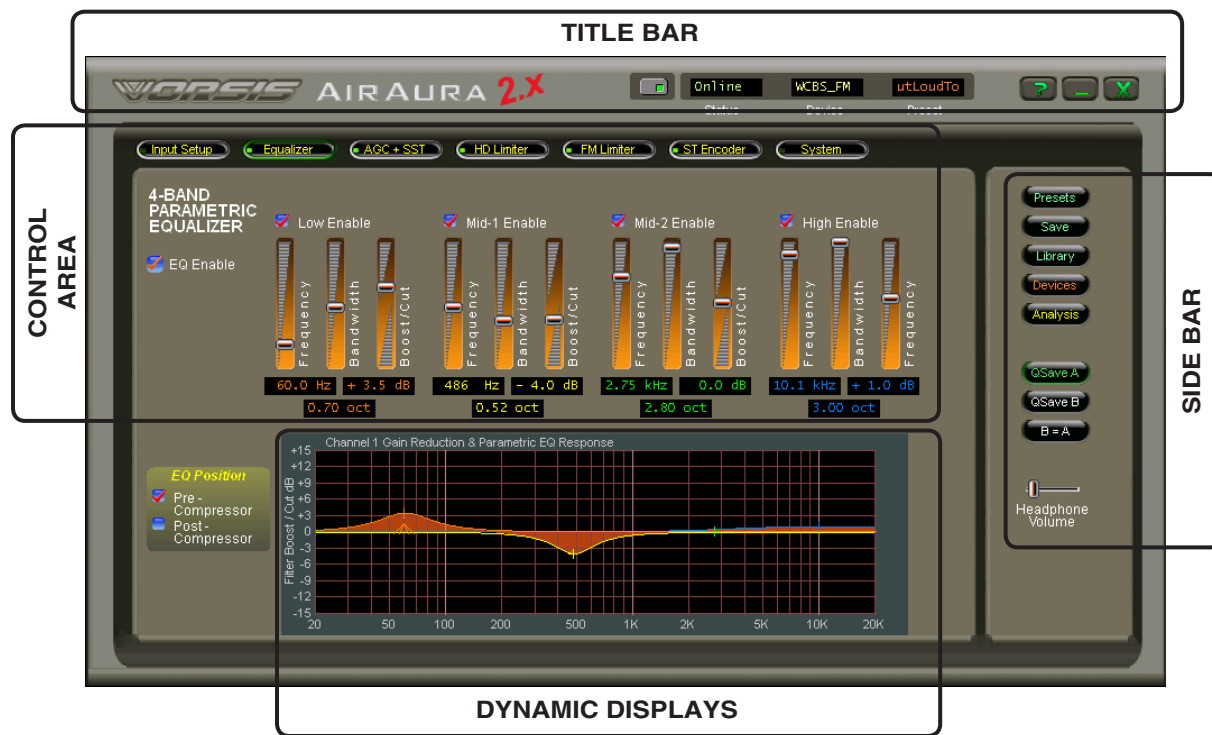 TITLE BAR
VORSIS AIRAURA 2.X
Online WCBS_FM utLoudTo
Status Device Preset
? _ X
Input Setup Equalizer AGC + SST HD Limiter FM Limiter ST Encoder System
CONTROL AREA
4-BAND
PARAMETRIC
EQUALIZER
EQ Enable
Low Enable
Frequency Bandwidth Boost/Cut
60.0 Hz + 3.5 dB
0.70 oct
Mid-1 Enable
Frequency Bandwidth Boost/Cut
486 Hz - 4.0 dB
0.52 oct
Mid-2 Enable
Frequency Bandwidth Boost/Cut
2.75 kHz 0.0 dB
2.80 oct
High Enable
Frequency Bandwidth Boost/Cut
10.1 kHz + 1.0 dB
3.00 oct
Presets
Save
Library
Devices
Analysis
QSave A
QSave B
B = A
Headphone
Volume
SIDE BAR
EQ Position
Pre -
Compressor
Post -
Compressor
Channel 1 Gain Reduction & Parametric EQ Response
Filter Boost / Cut dB
+15
+12
+9
+6
+3
0
-3
-6
-9
-12
-15
20 50 100 200 500 1K 2K 5K 10K 20K
DYNAMIC DISPLAYS